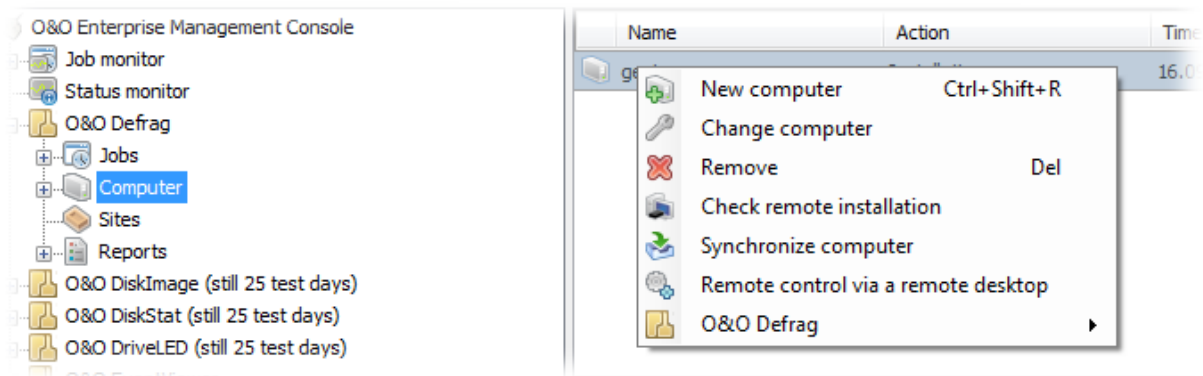 O&O Enterprise Management Console
Job monitor
Status monitor
O&O Defrag
Jobs
Computer
Sites
Reports
O&O DiskImage (still 25 test days)
O&O DiskStat (still 25 test days)
O&O DriveLED (still 25 test days)
Name Action
New computer Ctrl+Shift+R
Change computer
Remove Del
Check remote installation
Synchronize computer
Remote control via a remote desktop
O&O Defrag